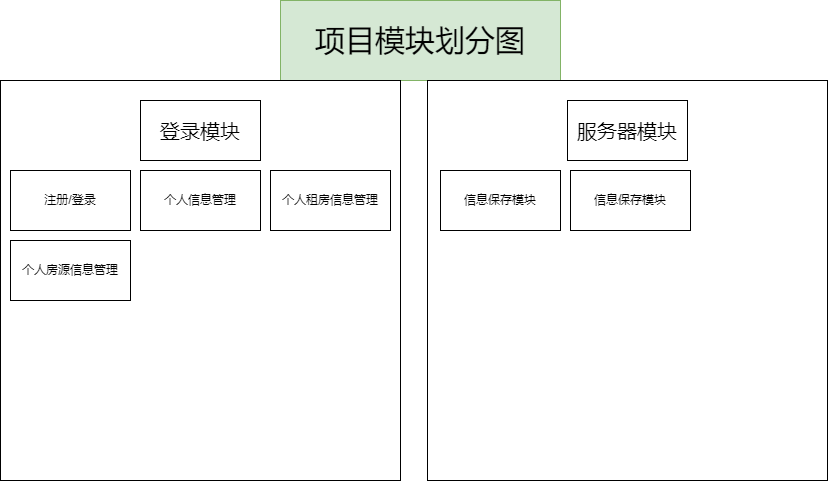 项目模块划分图
登录模块
注册/登录
个人信息管理
个人租房信息管理
个人房源信息管理
服务器模块
信息保存模块
信息保存模块